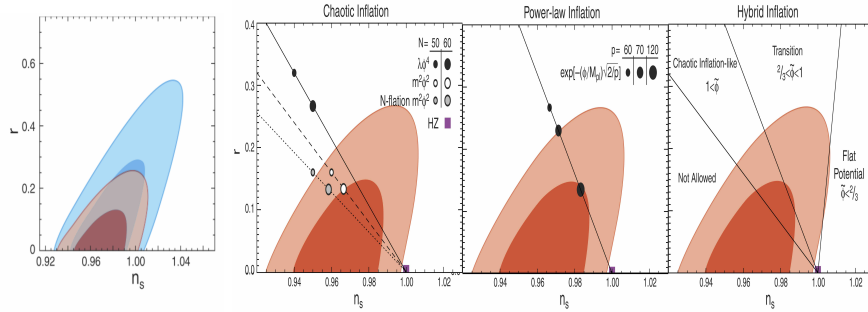 Chaotic Inflation
Power-law Inflation
Hybrid Inflation
r
0.6
0.4
0.2
0
0.92 0.96 1.00 1.04
n_s
r
0.4
0.3
0.2
0.1
0.0
N= 50 60
λϕ⁴
m²ϕ²
N-flation m²ϕ²
HZ
0.94 0.96 0.98 1.00 1.02
n_s
p= 60 70 120
exp[-(ϕ/M_pl)√2/p]
0.94 0.96 0.98 1.00 1.02
n_s
Transition
²/₃<ϕ̃<1
Chaotic Inflation-like
1<ϕ̃
Not Allowed
Flat
Potential
ϕ̃<²/₃
0.94 0.96 0.98 1.00 1.02
n_s